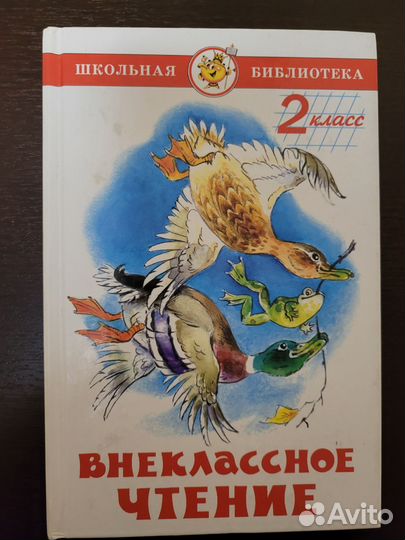 ШКОЛЬНАЯ БИБЛИОТЕКА
2 класс
ВНЕКЛАССНОЕ
ЧТЕНИЕ
Avito